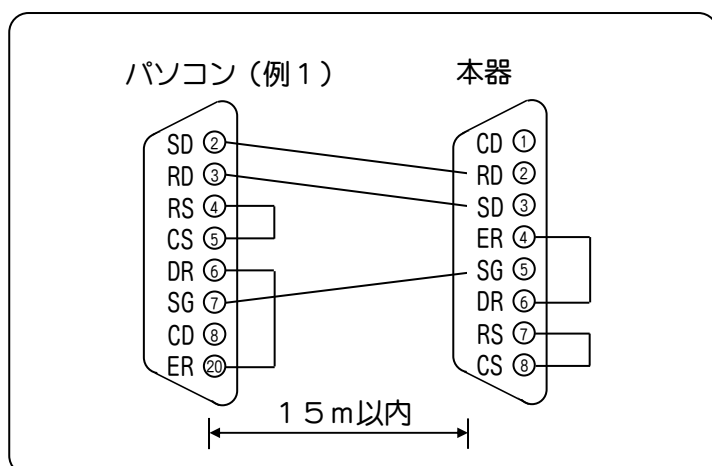 パソコン（例１）
本器
SD ②
RD ③
RS ④
CS ⑤
DR ⑥
SG ⑦
CD ⑧
ER ⑳
CD ①
RD ②
SD ③
ER ④
SG ⑤
DR ⑥
RS ⑦
CS ⑧
１５ｍ以内